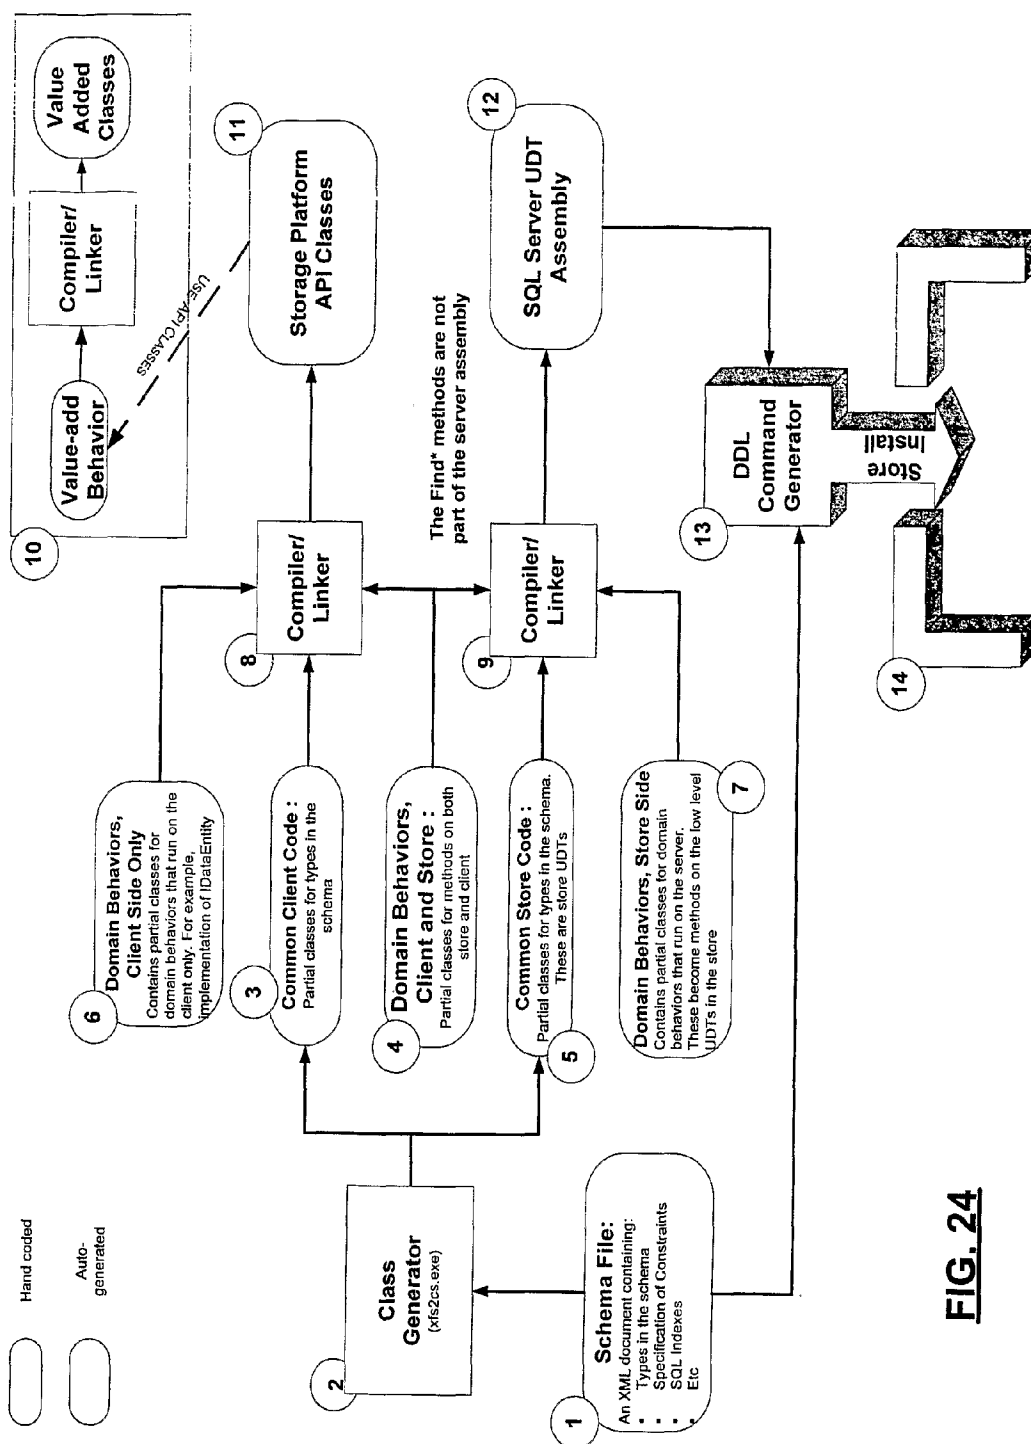 Hand coded
Auto-
generated
1
Schema File:
An XML document containing:
• Types in the schema
• Specification of Constraints
• SQL Indexes
• Etc
2
Class
Generator
(xfs2cs.exe)
6
Domain Behaviors,
Client Side Only
Contains partial classes for
domain behaviors that run on the
client only. For example,
implementation of IDataEntity
3
Common Client Code :
Partial classes for types in the
schema
4
Domain Behaviors,
Client and Store :
Partial classes for methods on both
store and client
Common Store Code :
Partial classes for types in the schema.
These are store UDTs
5
Domain Behaviors, Store Side
Contains partial classes for domain
behaviors that run on the server.
These become methods on the low level
UDTs in the store
7
8
Compiler/
Linker
9
Compiler/
Linker
The Find* methods are not
part of the server assembly
10
Value-add
Behavior
Compiler/
Linker
Value
Added
Classes
USE API CLASSES
11
Storage Platform
API Classes
12
SQL Server UDT
Assembly
13
DDL
Command
Generator
Store
Install
14
FIG. 24